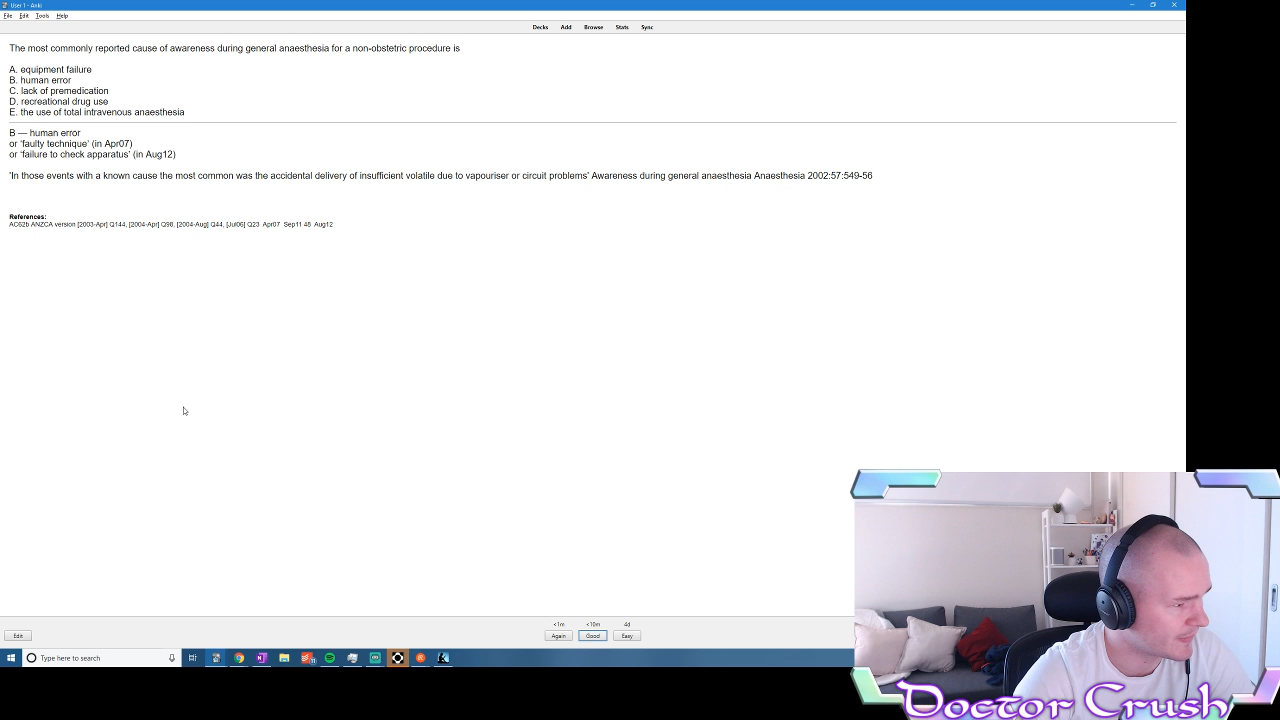 User 1 - Anki
File Edit Tools Help
Decks Add Browse Stats Sync
The most commonly reported cause of awareness during general anaesthesia for a non-obstetric procedure is
A. equipment failure
B. human error
C. lack of premedication
D. recreational drug use
E. the use of total intravenous anaesthesia
B — human error
or 'faulty technique' (in Apr07)
or 'failure to check apparatus' (in Aug12)
'In those events with a known cause the most common was the accidental delivery of insufficient volatile due to vapouriser or circuit problems' Awareness during general anaesthesia Anaesthesia 2002:57:549-56
References:
AC62b ANZCA version [2003-Apr] Q144, [2004-Apr] Q98, [2004-Aug] Q44, [Jul06] Q23 Apr07 Sep11 48 Aug12
<1m <10m 4d
Edit Again Good Easy
Type here to search
Doctor Crush